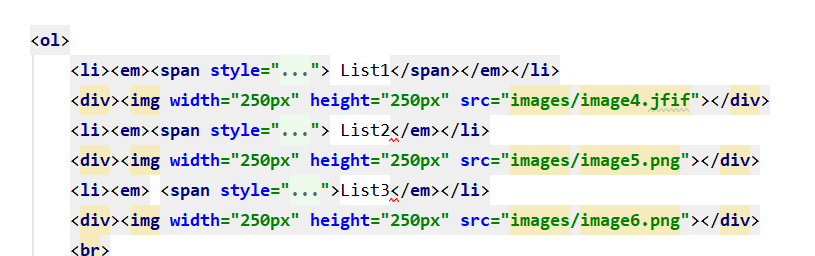 <ol>
<li><em><span style="..."> List1</span></em></li>
<div><img width="250px" height="250px" src="images/image4.jfif"></div>
<li><em><span style="..."> List2</em></li>
<div><img width="250px" height="250px" src="images/image5.png"></div>
<li><em> <span style="...">List3</em></li>
<div><img width="250px" height="250px" src="images/image6.png"></div>
<br>